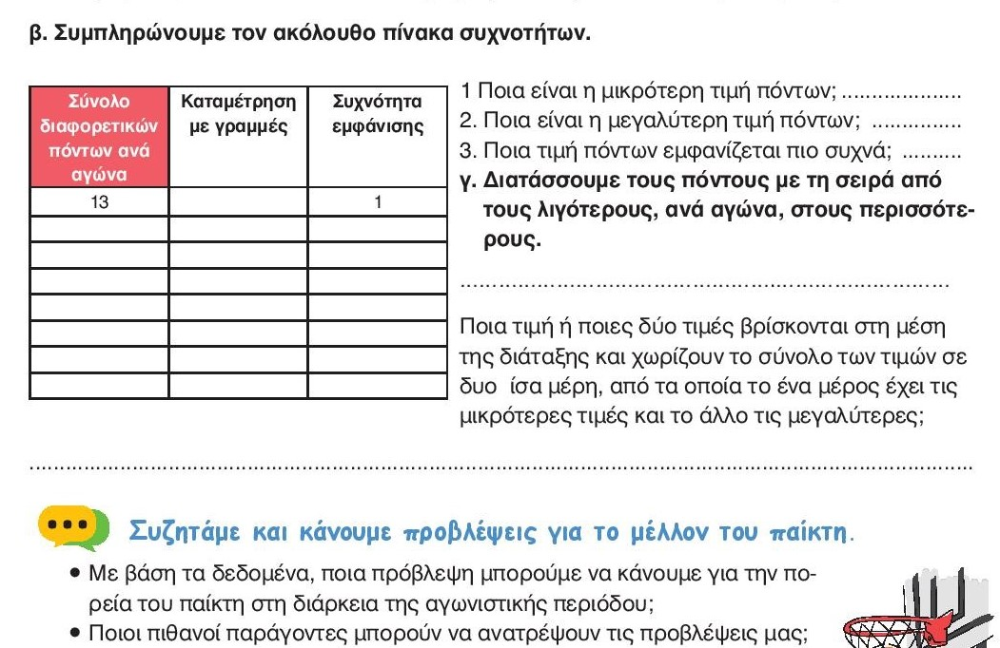 β. Συμπληρώνουμε τον ακόλουθο πίνακα συχνοτήτων.
Σύνολο διαφορετικών πόντων ανά αγώνα
Καταμέτρηση με γραμμές
Συχνότητα εμφάνισης
13
1
1 Ποια είναι η μικρότερη τιμή πόντων; ....................
2. Ποια είναι η μεγαλύτερη τιμή πόντων; ...............
3. Ποια τιμή πόντων εμφανίζεται πιο συχνά; ..........
γ. Διατάσσουμε τους πόντους με τη σειρά από
τους λιγότερους, ανά αγώνα, στους περισσότε-
ρους.
Ποια τιμή ή ποιες δύο τιμές βρίσκονται στη μέση
της διάταξης και χωρίζουν το σύνολο των τιμών σε
δυο ίσα μέρη, από τα οποία το ένα μέρος έχει τις
μικρότερες τιμές και το άλλο τις μεγαλύτερες;
Συζητάμε και κάνουμε προβλέψεις για το μέλλον του παίκτη.
• Με βάση τα δεδομένα, ποια πρόβλεψη μπορούμε να κάνουμε για την πο-
ρεία του παίκτη στη διάρκεια της αγωνιστικής περιόδου;
• Ποιοι πιθανοί παράγοντες μπορούν να ανατρέψουν τις προβλέψεις μας;